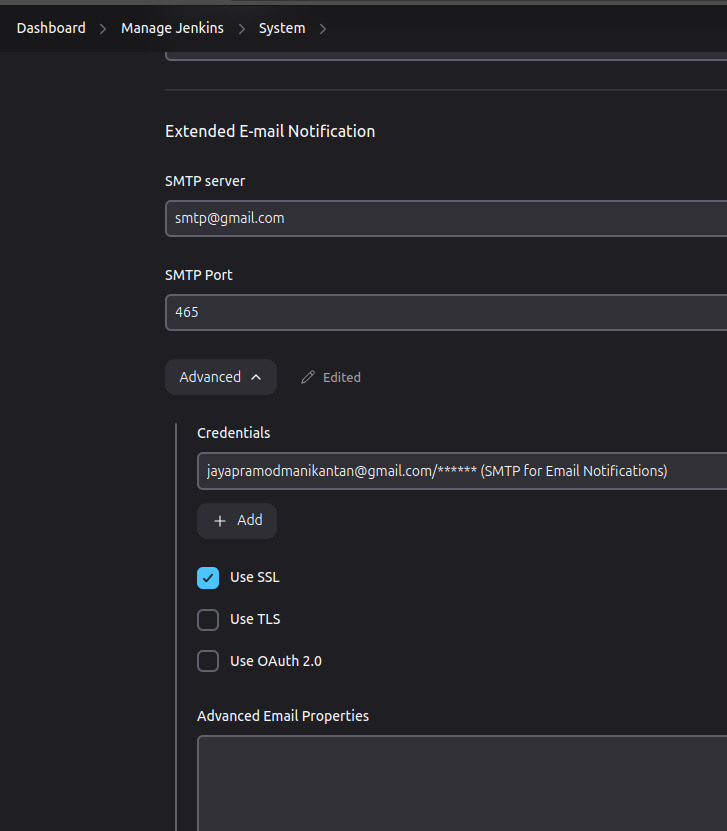 Dashboard > Manage Jenkins > System >
Extended E-mail Notification
SMTP server
smtp@gmail.com
SMTP Port
465
Advanced Edited
Credentials
jayapramodmanikantan@gmail.com/****** (SMTP for Email Notifications)
+ Add
Use SSL
Use TLS
Use OAuth 2.0
Advanced Email Properties